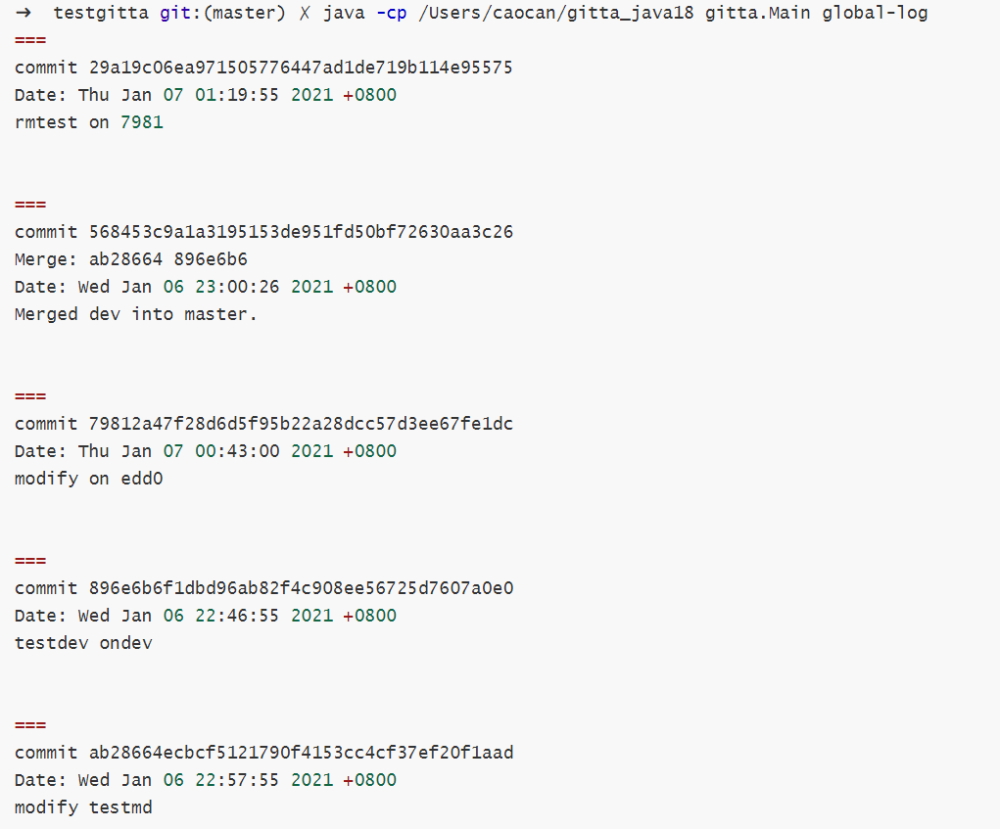 → testgitta git:(master) ✗ java -cp /Users/caocan/gitta_java18 gitta.Main global-log
===
commit 29a19c06ea971505776447ad1de719b114e95575
Date: Thu Jan 07 01:19:55 2021 +0800
rmtest on 7981
===
commit 568453c9a1a3195153de951fd50bf72630aa3c26
Merge: ab28664 896e6b6
Date: Wed Jan 06 23:00:26 2021 +0800
Merged dev into master.
===
commit 79812a47f28d6d5f95b22a28dcc57d3ee67fe1dc
Date: Thu Jan 07 00:43:00 2021 +0800
modify on edd0
===
commit 896e6b6f1dbd96ab82f4c908ee56725d7607a0e0
Date: Wed Jan 06 22:46:55 2021 +0800
testdev ondev
===
commit ab28664ecbcf5121790f4153cc4cf37ef20f1aad
Date: Wed Jan 06 22:57:55 2021 +0800
modify testmd